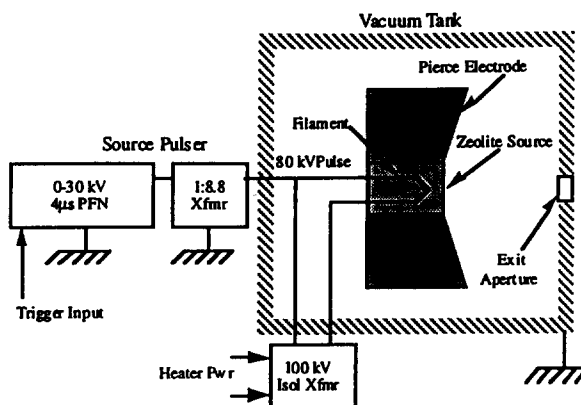 Vacuum Tank
Pierce Electrode
Filament
Zeolite Source
Source Pulser
80 kVPulse
0-30 kV
4µs PFN
1:8.8
Xfmr
Exit
Aperture
Trigger Input
Heater Pwr
100 kV
Isol Xfmr